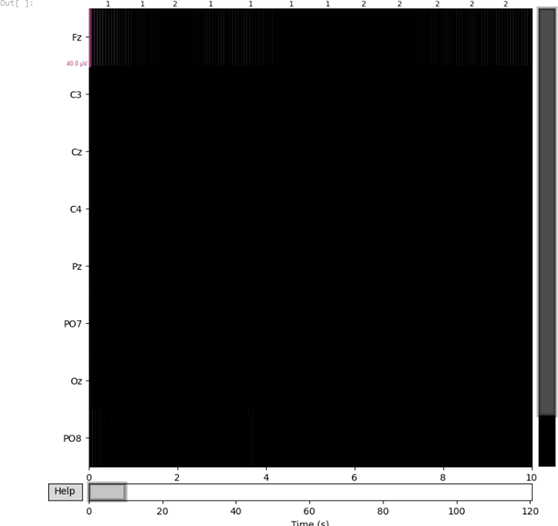 Out[ ]:
1 1 2 1 1 1 1 2 2 2 2 2
Fz
40.0 µV
C3
Cz
C4
Pz
PO7
Oz
PO8
0 2 4 6 8 10
Help
0 20 40 60 80 100 120
Time (s)